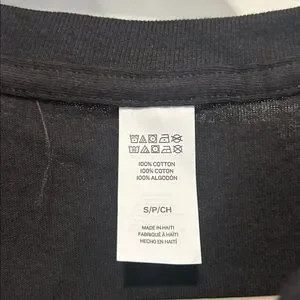 100% COTTON
100% COTON
100% ALGODÓN
S/P/CH
MADE IN HAITI
FABRIQUÉ À HAÏTI
HECHO EN HAITÍ